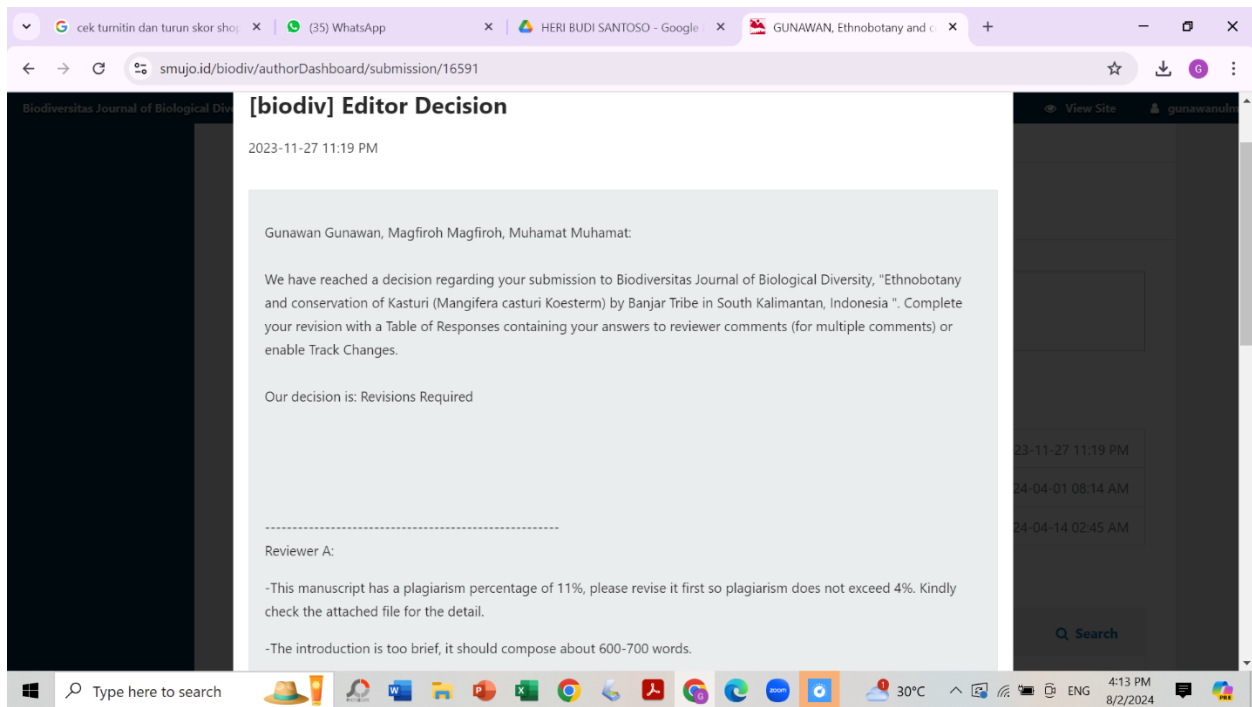 cek turnitin dan turun skor shop
(35) WhatsApp
HERI BUDI SANTOSO - Google
GUNAWAN, Ethnobotany and c
smujo.id/biodiv/authorDashboard/submission/16591
G
Biodiversitas Journal of Biological Dive
View Site
gunawanulm
[biodiv] Editor Decision
2023-11-27 11:19 PM
Gunawan Gunawan, Magfiroh Magfiroh, Muhamat Muhamat:
We have reached a decision regarding your submission to Biodiversitas Journal of Biological Diversity, "Ethnobotany
and conservation of Kasturi (Mangifera casturi Koesterm) by Banjar Tribe in South Kalimantan, Indonesia ". Complete
your revision with a Table of Responses containing your answers to reviewer comments (for multiple comments) or
enable Track Changes.
Our decision is: Revisions Required
23-11-27 11:19 PM
24-04-01 08:14 AM
24-04-14 02:45 AM
------------------------------------------------------
Reviewer A:
-This manuscript has a plagiarism percentage of 11%, please revise it first so plagiarism does not exceed 4%. Kindly
check the attached file for the detail.
-The introduction is too brief, it should compose about 600-700 words.
Search
Type here to search
zoom
1
30°C
ENG
4:13 PM
8/2/2024
PRE